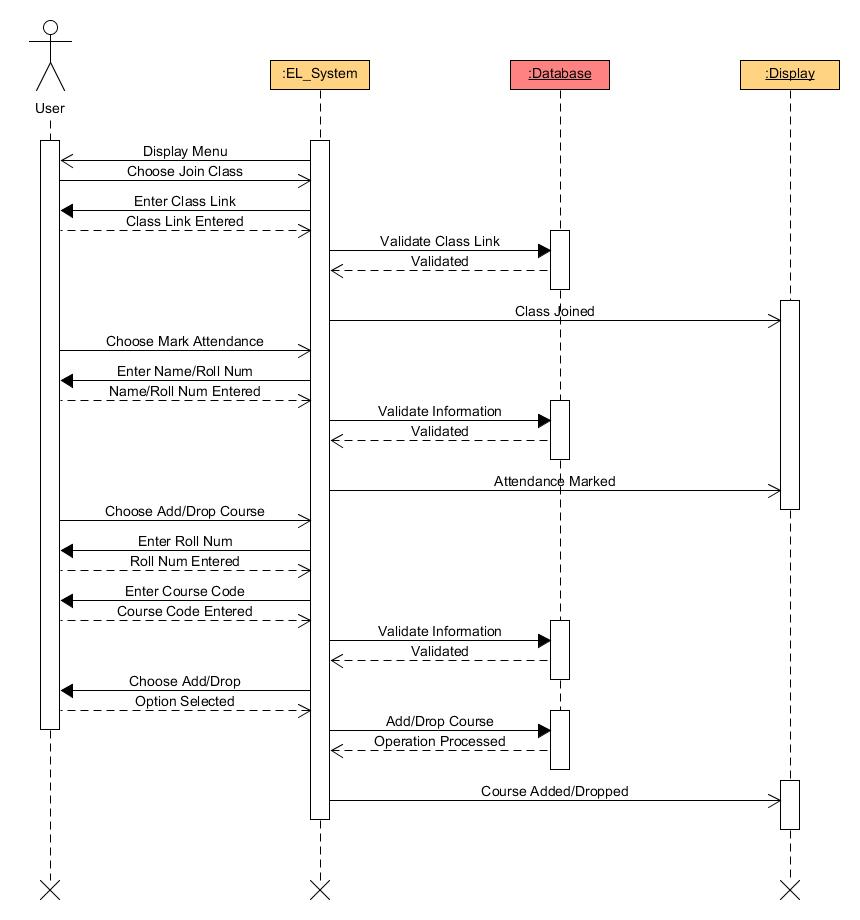 :EL_System
:Database
:Display
User
Display Menu
Choose Join Class
Enter Class Link
Class Link Entered
Validate Class Link
Validated
Class Joined
Choose Mark Attendance
Enter Name/Roll Num
Name/Roll Num Entered
Validate Information
Validated
Attendance Marked
Choose Add/Drop Course
Enter Roll Num
Roll Num Entered
Enter Course Code
Course Code Entered
Validate Information
Validated
Choose Add/Drop
Option Selected
Add/Drop Course
Operation Processed
Course Added/Dropped